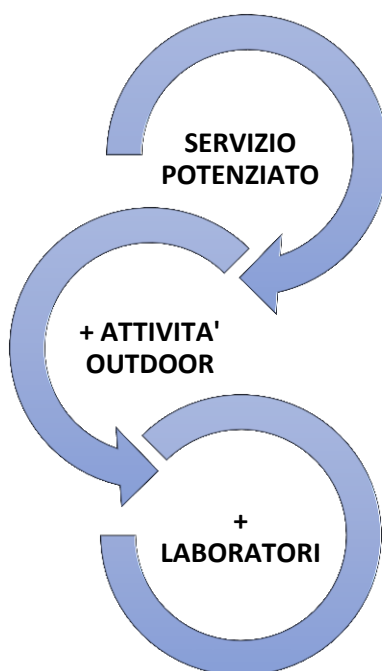 SERVIZIO
POTENZIATO
+ ATTIVITA'
OUTDOOR
+
LABORATORI